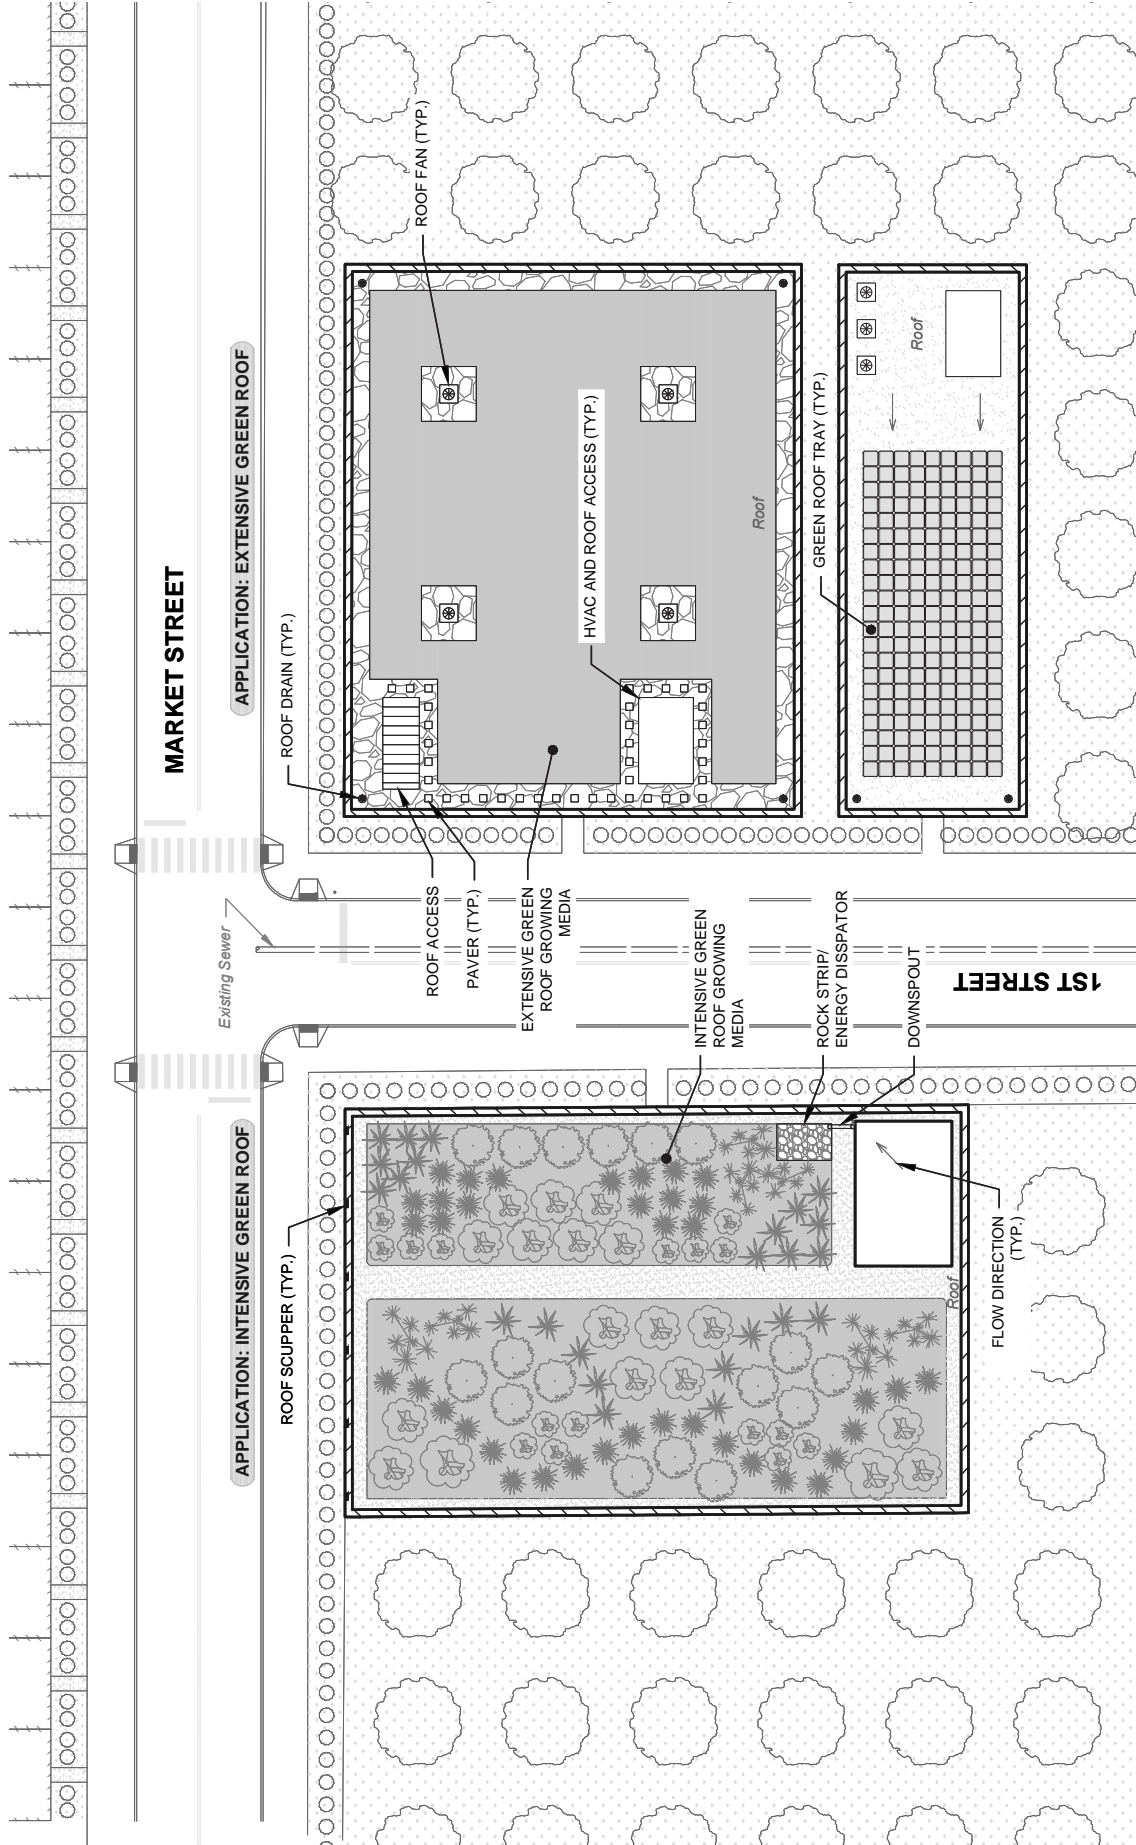 MARKET STREET
APPLICATION: INTENSIVE GREEN ROOF
APPLICATION: EXTENSIVE GREEN ROOF
Existing Sewer
ROOF SCUPPER (TYP.)
ROOF DRAIN (TYP.)
ROOF FAN (TYP.)
ROOF ACCESS
PAVER (TYP.)
EXTENSIVE GREEN
ROOF GROWING
MEDIA
HVAC AND ROOF ACCESS (TYP.)
Roof
INTENSIVE GREEN
ROOF GROWING
MEDIA
GREEN ROOF TRAY (TYP.)
ROCK STRIP/
ENERGY DISSPATOR
DOWNSPOUT
Roof
Roof
FLOW DIRECTION
(TYP.)
1ST STREET